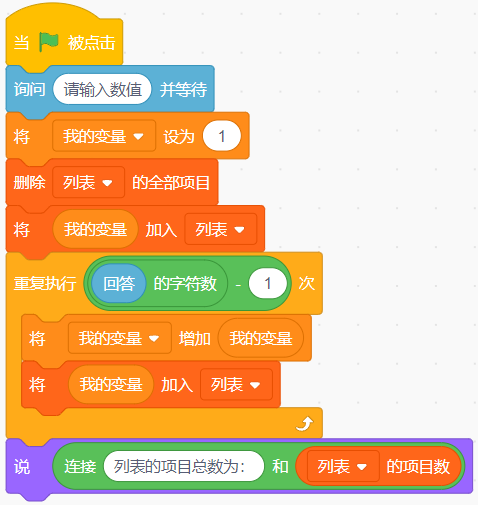 当 被点击
询问 请输入数值 并等待
将 我的变量 设为 1
删除 列表 的全部项目
将 我的变量 加入 列表
重复执行 回答 的字符数 - 1 次
将 我的变量 增加 我的变量
将 我的变量 加入 列表
说 连接 列表的项目总数为: 和 列表 的项目数